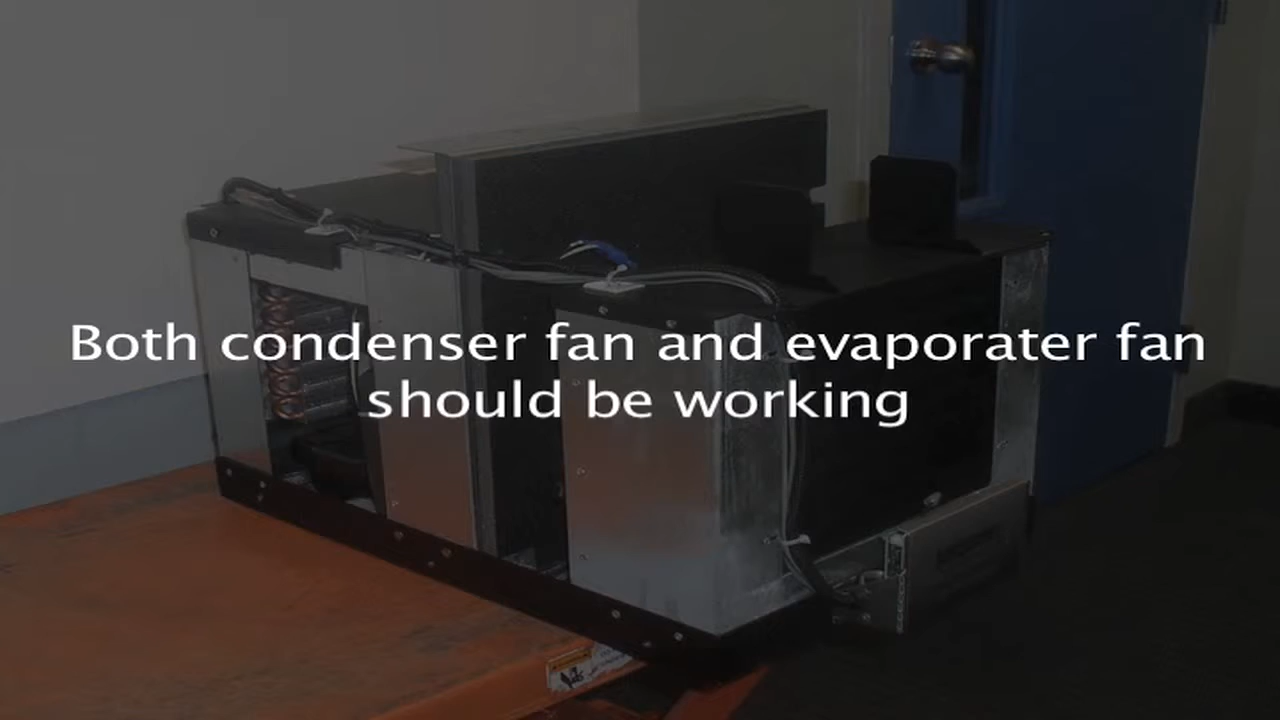 Both condenser fan and evaporater fan
should be working